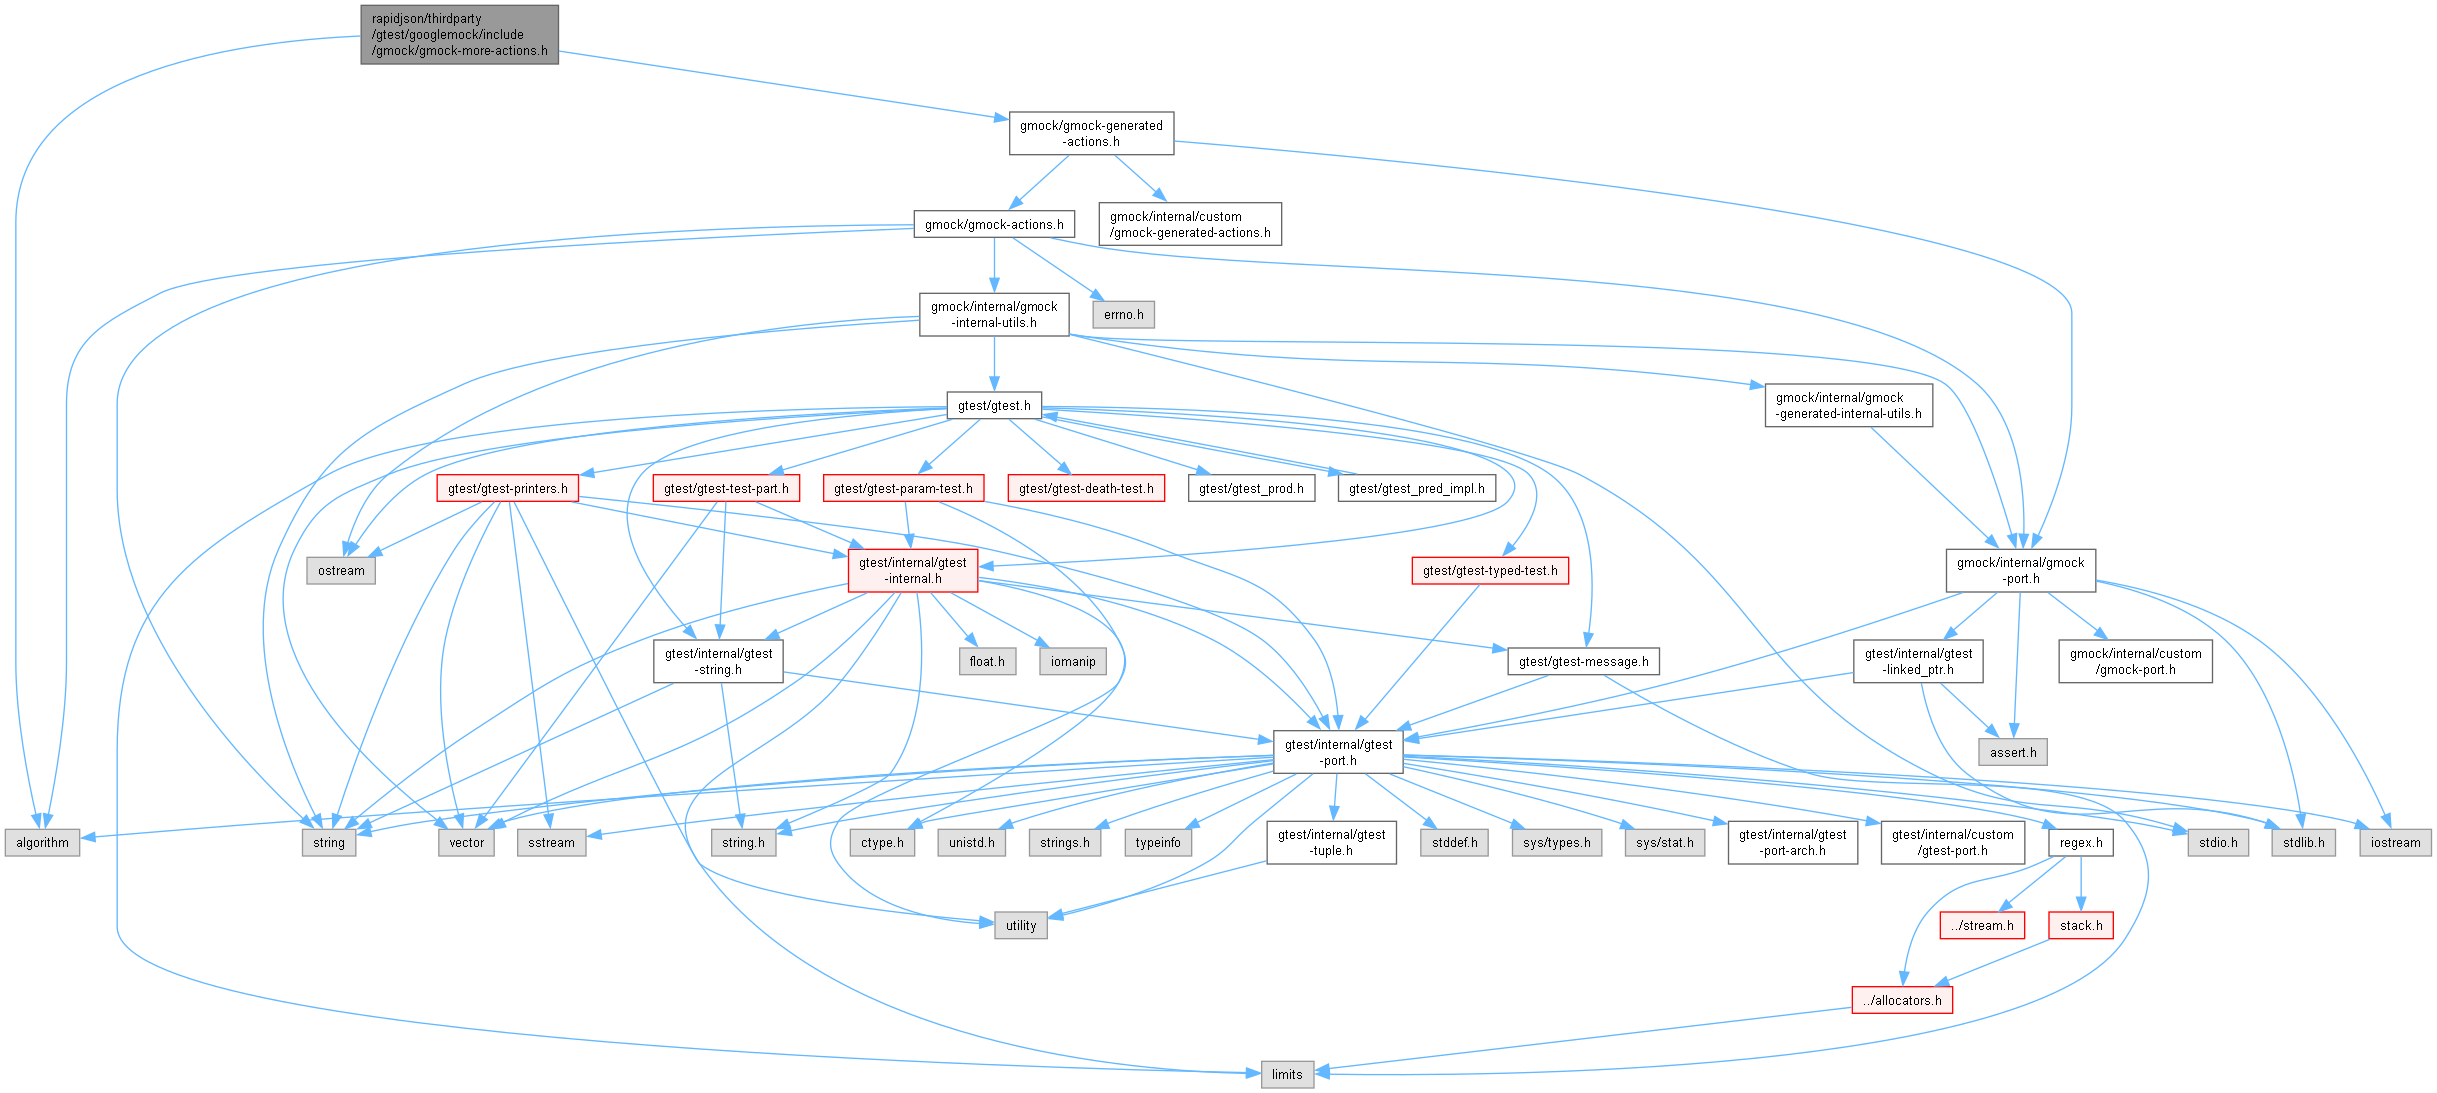 rapidjson/thirdparty
/gtest/googlemock/include
/gmock/gmock-more-actions.h
gmock/gmock-generated
-actions.h
gmock/gmock-actions.h
gmock/internal/custom
/gmock-generated-actions.h
gmock/internal/gmock
-internal-utils.h
errno.h
gtest/gtest.h
gmock/internal/gmock
-generated-internal-utils.h
gtest/gtest-printers.h
gtest/gtest-test-part.h
gtest/gtest-param-test.h
gtest/gtest-death-test.h
gtest/gtest_prod.h
gtest/gtest_pred_impl.h
ostream
gtest/internal/gtest
-internal.h
gtest/gtest-typed-test.h
gmock/internal/gmock
-port.h
gtest/internal/gtest
-string.h
float.h
iomanip
gtest/gtest-message.h
gtest/internal/gtest
-linked_ptr.h
gmock/internal/custom
/gmock-port.h
gtest/internal/gtest
-port.h
assert.h
algorithm
string
vector
sstream
string.h
ctype.h
unistd.h
strings.h
typeinfo
gtest/internal/gtest
-tuple.h
stddef.h
sys/types.h
sys/stat.h
gtest/internal/gtest
-port-arch.h
gtest/internal/custom
/gtest-port.h
regex.h
stdio.h
stdlib.h
iostream
utility
../stream.h
stack.h
../allocators.h
limits